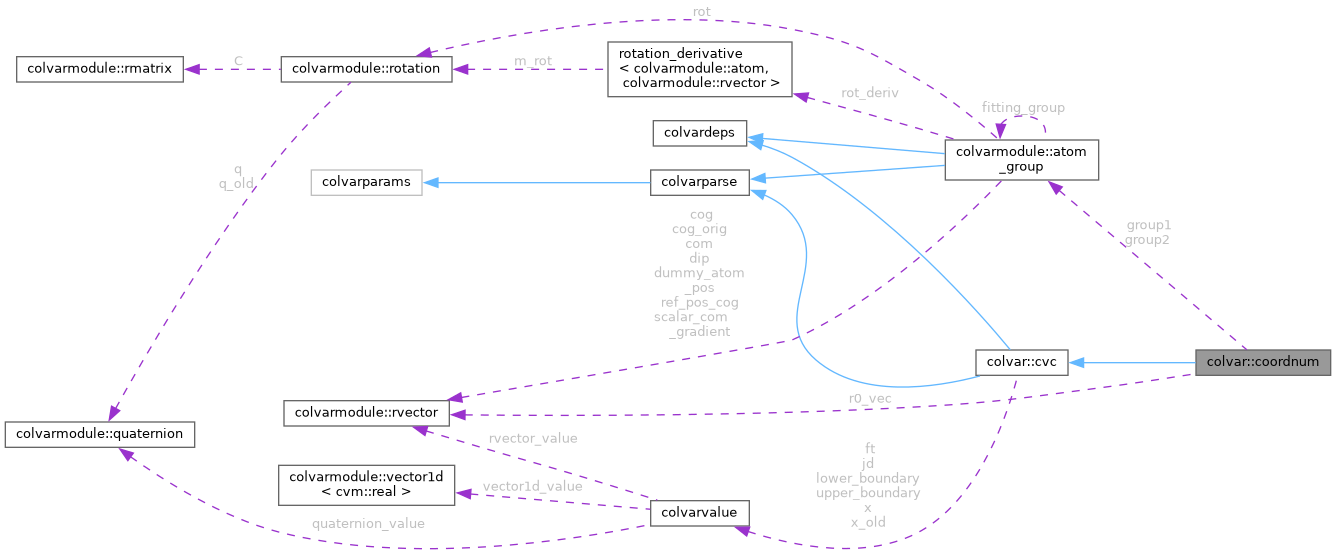 rot
colvarmodule::rmatrix
C
colvarmodule::rotation
m_rot
rotation_derivative
< colvarmodule::atom,
colvarmodule::rvector >
rot_deriv
fitting_group
colvardeps
colvarmodule::atom
_group
colvarparams
colvarparse
q
q_old
cog
cog_orig
com
dip
dummy_atom
_pos
ref_pos_cog
scalar_com
_gradient
group1
group2
colvar::cvc
colvar::coordnum
r0_vec
colvarmodule::rvector
colvarmodule::quaternion
rvector_value
ft
jd
lower_boundary
upper_boundary
x
x_old
colvarmodule::vector1d
< cvm::real >
vector1d_value
colvarvalue
quaternion_value